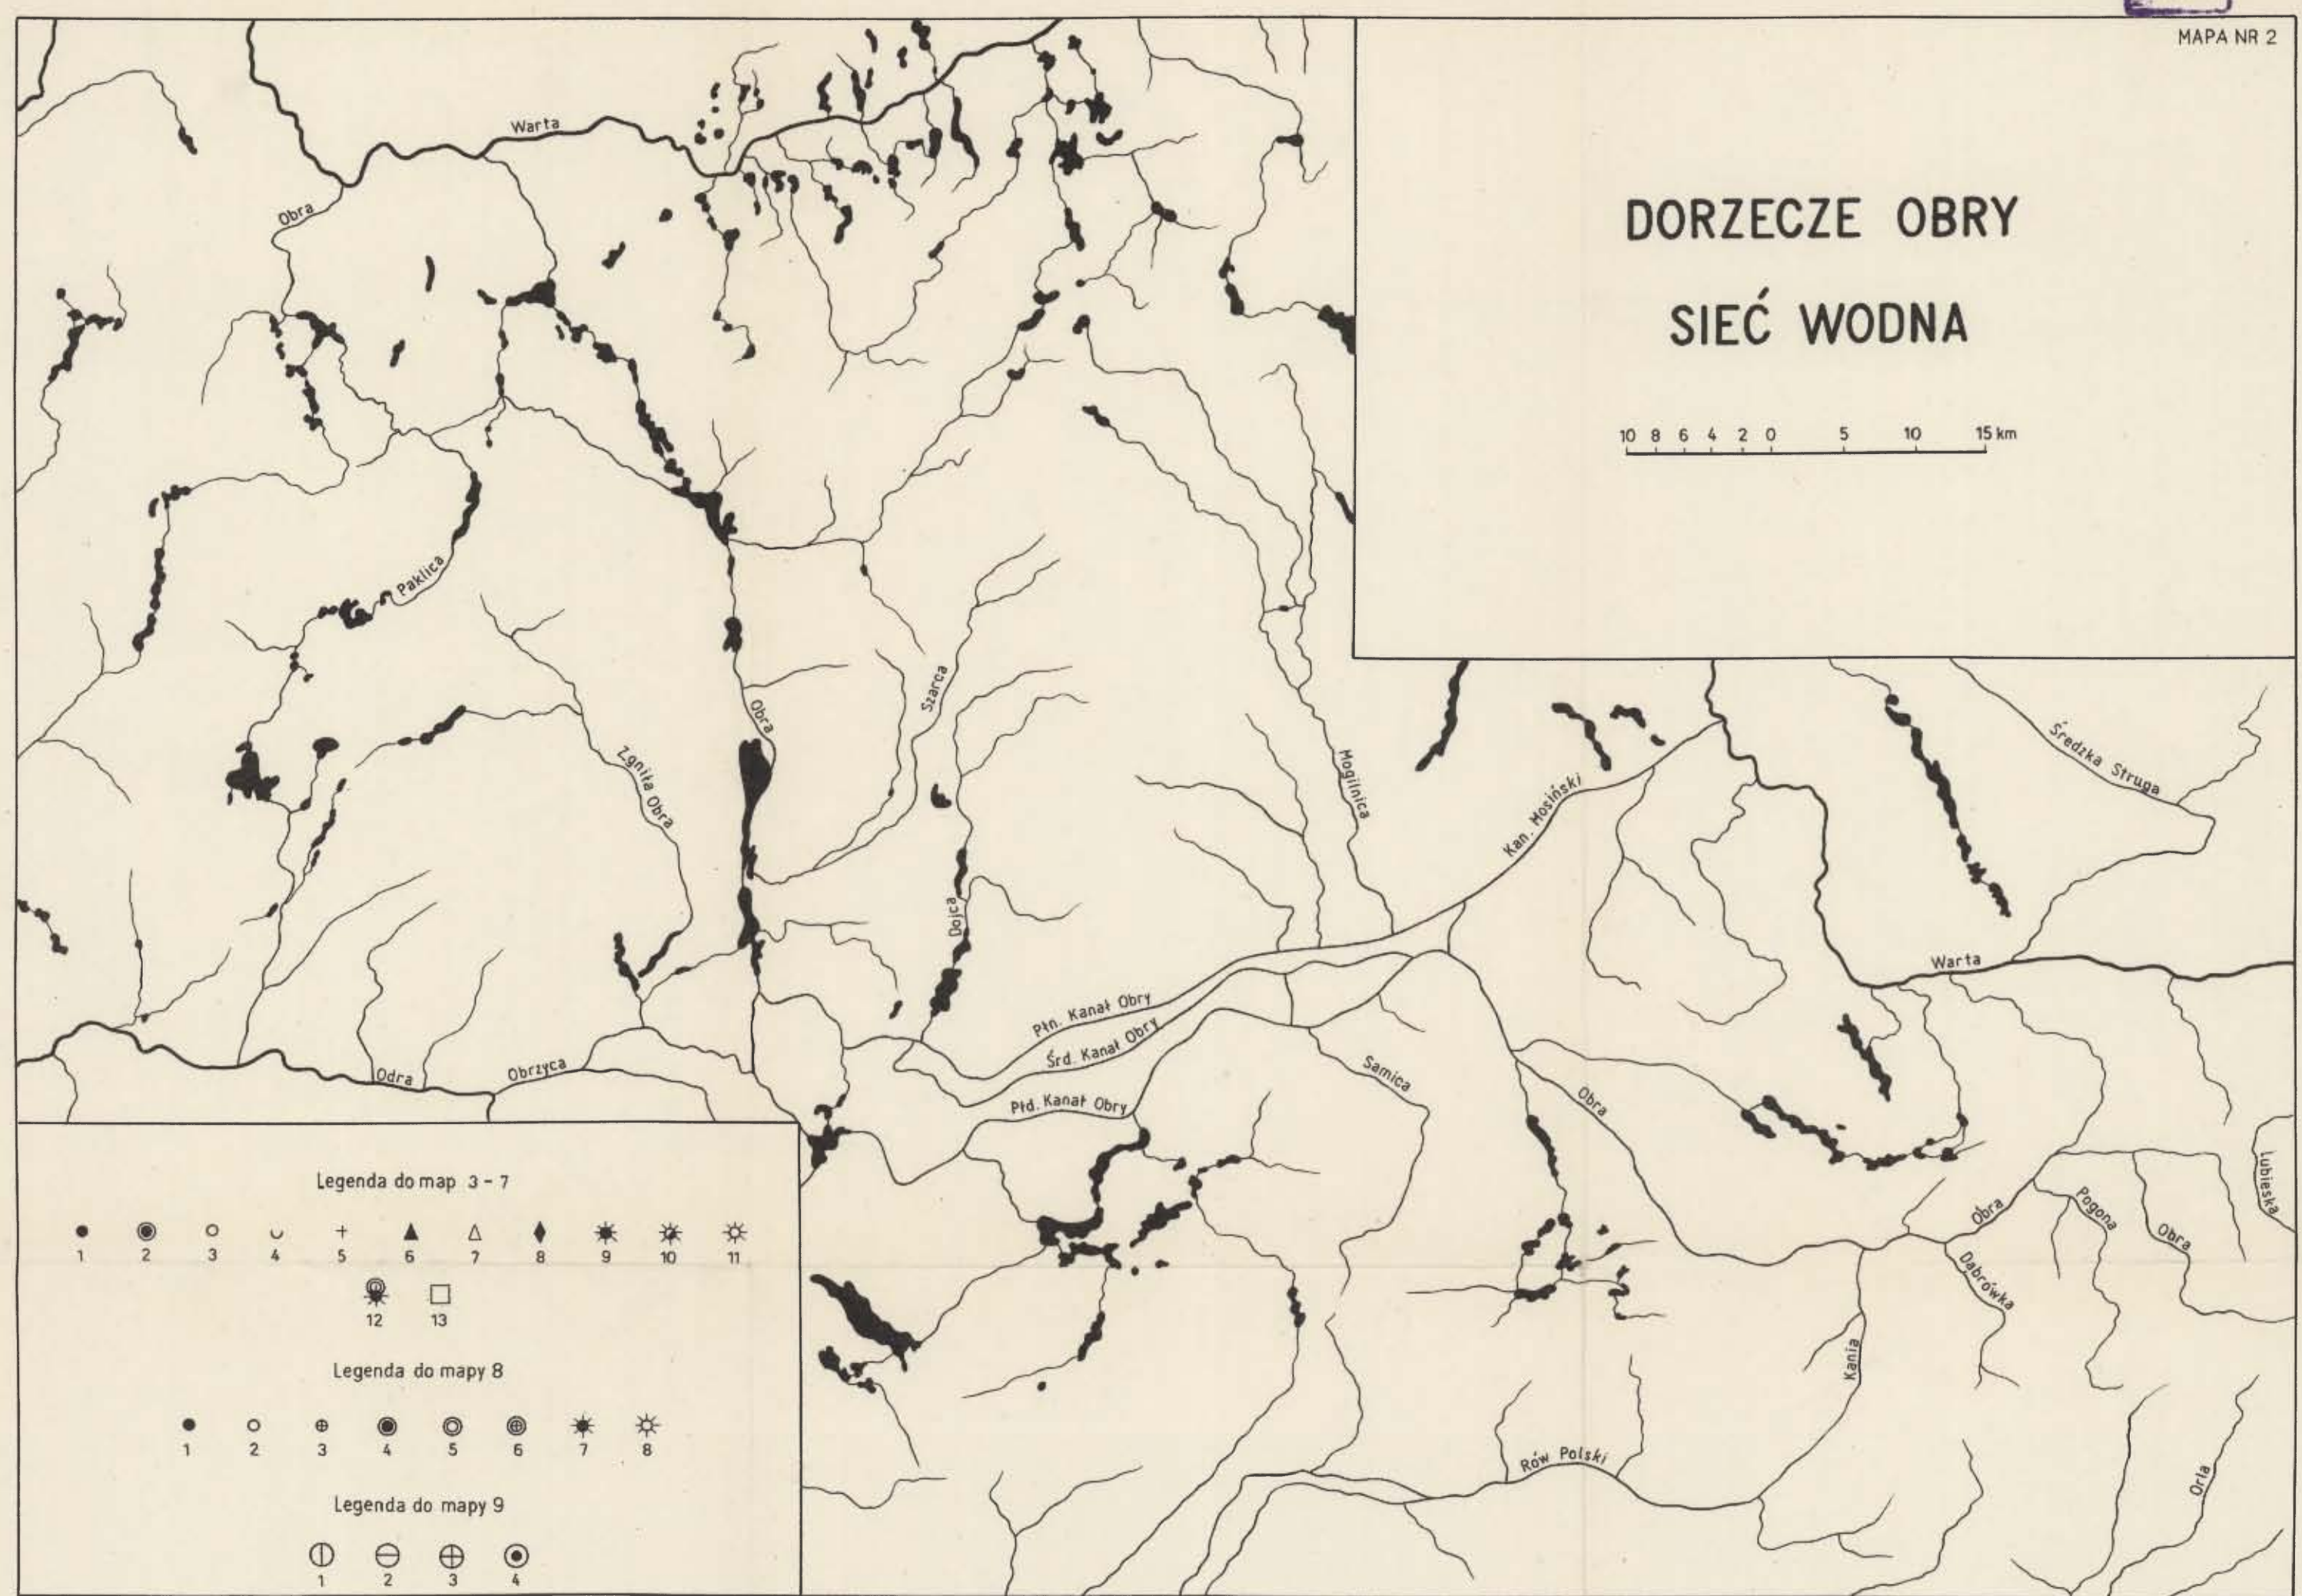 MAPA NR 2
DORZECZE OBRY
SIEĆ WODNA
10 8 6 4 2 0 5 10 15 km
Warta
Obra
Paklica
Szarca
Obra
Zgniła Obra
Mogilnica
Kan. Mosiński
Średzka Struga
Dojca
Warta
Płn. Kanał Obry
Śrd. Kanał Obry
Płd. Kanał Obry
Odra
Obrzyca
Samica
Obra
Obra
Pogona
Obra
Lubieska
Dąbrówka
Kania
Rów Polski
Orla
Legenda do map 3 - 7
1 2 3 4 5 6 7 8 9 10 11
12 13
Legenda do mapy 8
1 2 3 4 5 6 7 8
Legenda do mapy 9
1 2 3 4